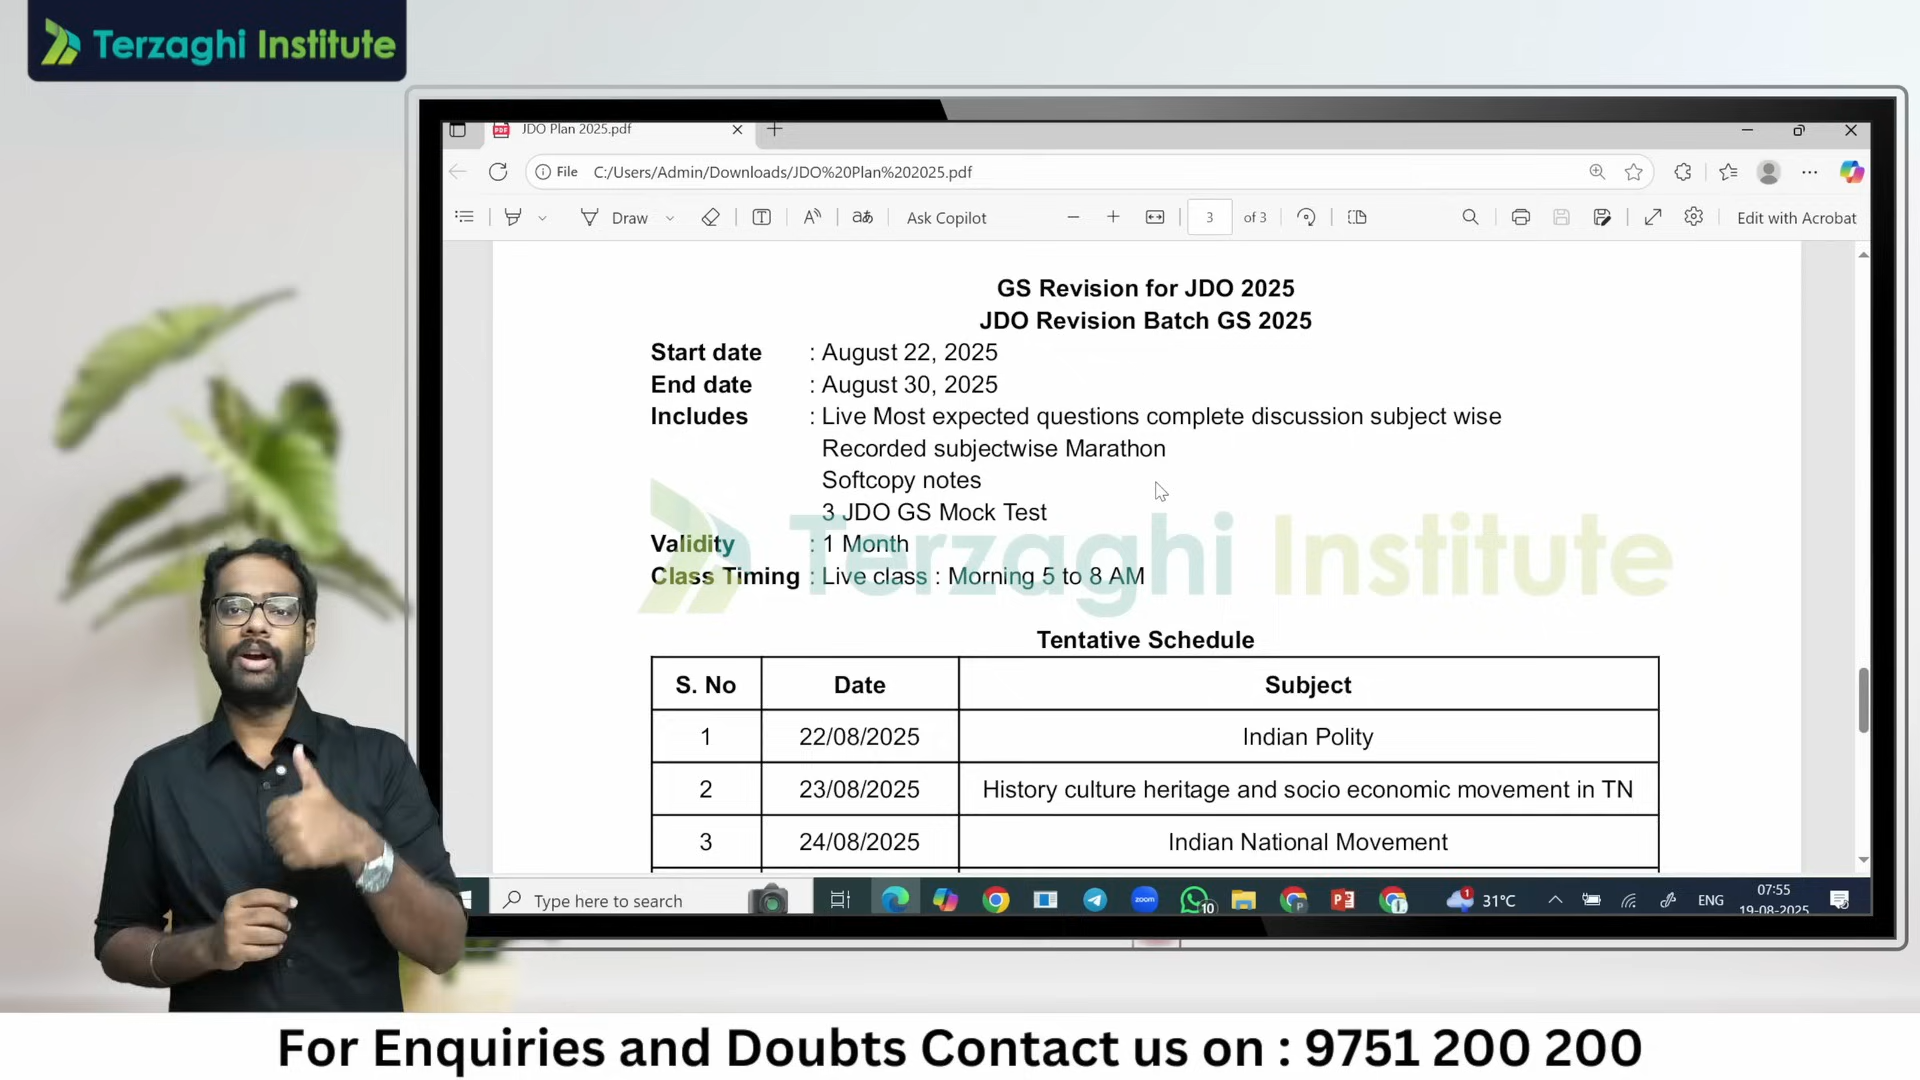 Terzaghi Institute
JDO Plan 2025.pdf
File C:/Users/Admin/Downloads/JDO%20Plan%202025.pdf
Draw
Ask Copilot
3 of 3
Edit with Acrobat
GS Revision for JDO 2025
JDO Revision Batch GS 2025
Start date : August 22, 2025
End date : August 30, 2025
Includes : Live Most expected questions complete discussion subject wise
Recorded subjectwise Marathon
Softcopy notes
3 JDO GS Mock Test
Validity : 1 Month
Class Timing : Live class : Morning 5 to 8 AM
Terzaghi Institute
Tentative Schedule
S. No Date Subject
1 22/08/2025 Indian Polity
2 23/08/2025 History culture heritage and socio economic movement in TN
3 24/08/2025 Indian National Movement
Type here to search
zoom
10
1
31°C
ENG
07:55
19-08-2025
For Enquiries and Doubts Contact us on : 9751 200 200